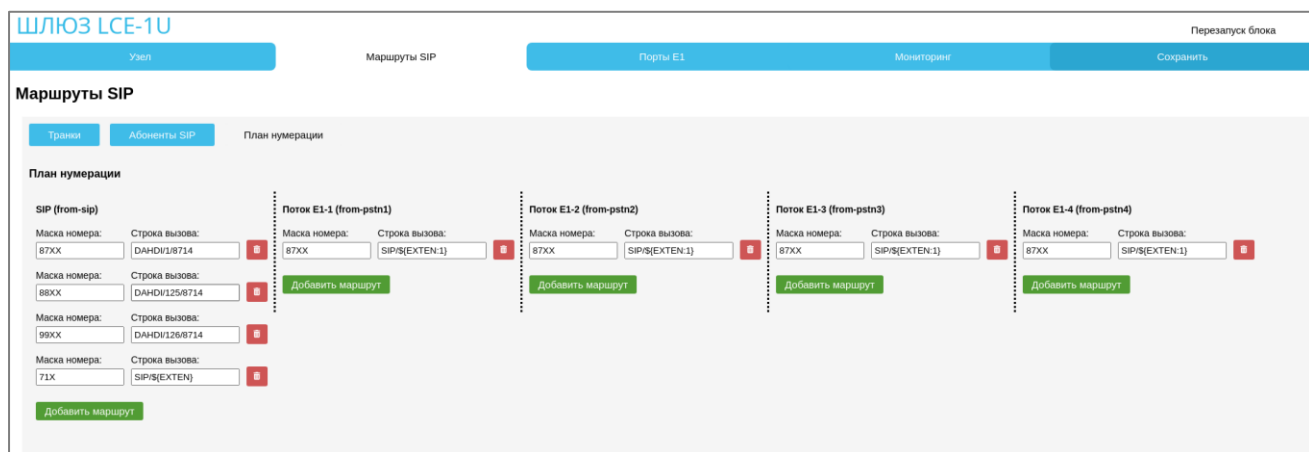 ШЛЮЗ LCE-1U
Перезапуск блока
Узел Маршруты SIP Порты E1 Мониторинг Сохранить
Маршруты SIP
Транки Абоненты SIP План нумерации
План нумерации
SIP (from-sip) Поток E1-1 (from-pstn1) Поток E1-2 (from-pstn2) Поток E1-3 (from-pstn3) Поток E1-4 (from-pstn4)
Маска номера: Строка вызова: Маска номера: Строка вызова: Маска номера: Строка вызова: Маска номера: Строка вызова: Маска номера: Строка вызова:
87XX DAHDI/1/8714 87XX SIP/${EXTEN:1} 87XX SIP/${EXTEN:1} 87XX SIP/${EXTEN:1} 87XX SIP/${EXTEN:1}
Маска номера: Строка вызова: Добавить маршрут Добавить маршрут Добавить маршрут Добавить маршрут
88XX DAHDI/125/8714
Маска номера: Строка вызова:
99XX DAHDI/126/8714
Маска номера: Строка вызова:
71X SIP/${EXTEN}
Добавить маршрут